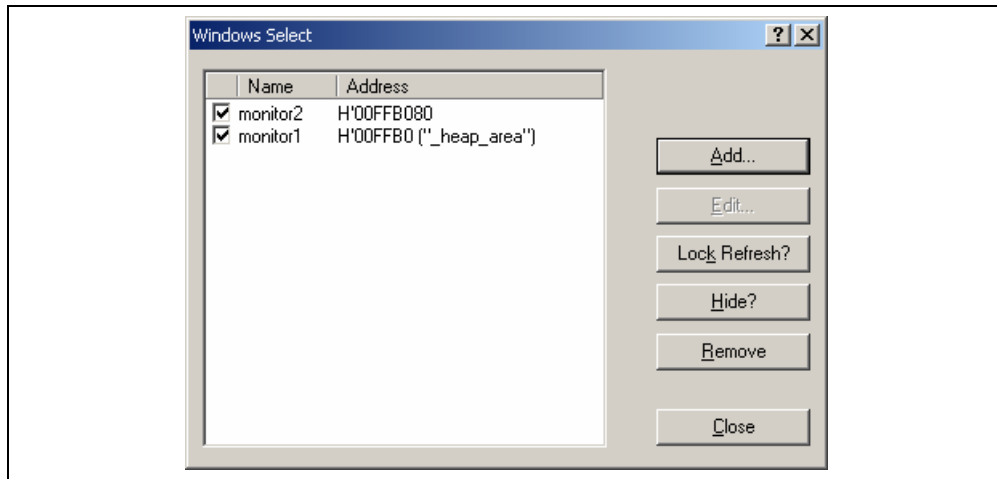 Windows Select
Name Address
monitor2 H'00FFB080
monitor1 H'00FFB0 ("_heap_area")
Add...
Edit...
Lock Refresh?
Hide?
Remove
Close